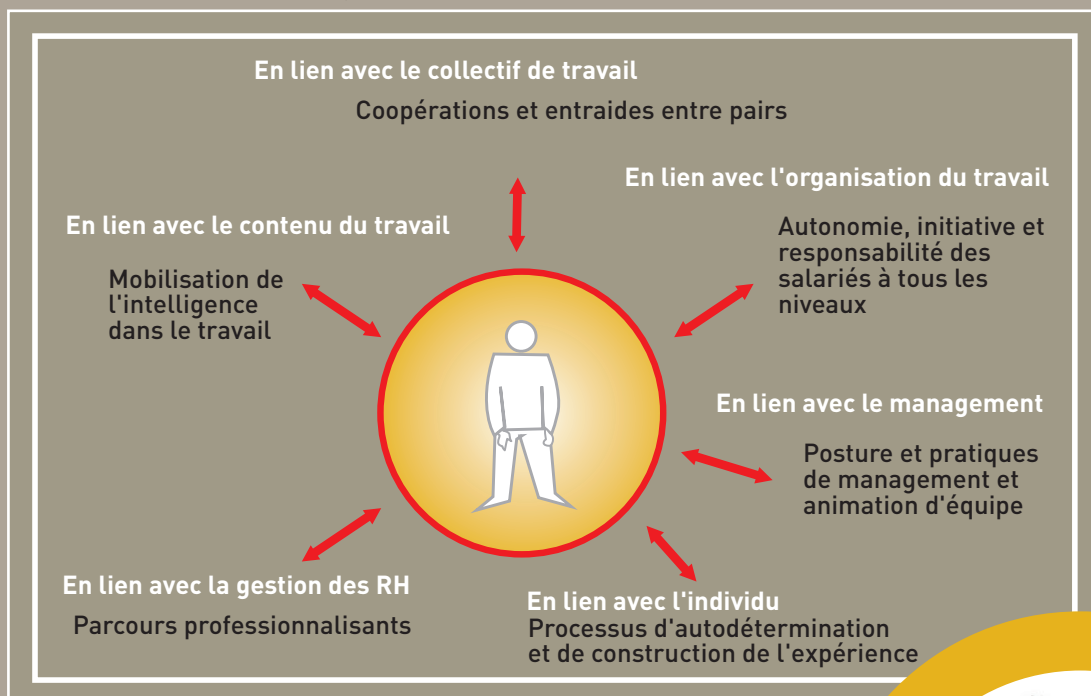 En lien avec le collectif de travail
Coopérations et entraides entre pairs
En lien avec l'organisation du travail
Autonomie, initiative et
responsabilité des
salariés à tous les
niveaux
En lien avec le contenu du travail
Mobilisation de
l'intelligence
dans le travail
En lien avec le management
Posture et pratiques
de management et
animation d'équipe
En lien avec la gestion des RH
Parcours professionnalisants
En lien avec l'individu
Processus d'autodétermination
et de construction de l'expérience